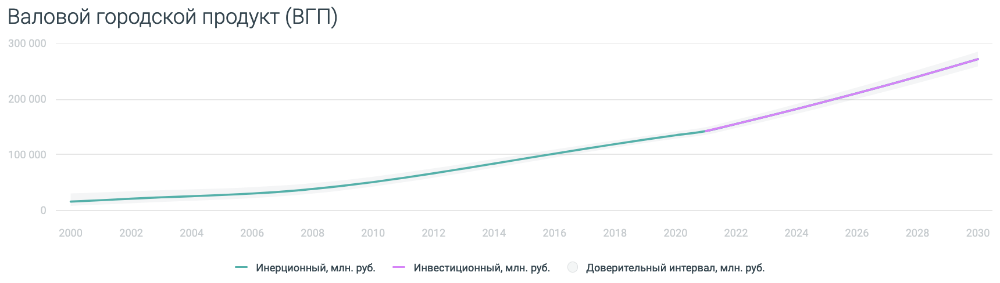 Валовой городской продукт (ВГП)
300 000
200 000
100 000
0
2000 2002 2004 2006 2008 2010 2012 2014 2016 2018 2020 2022 2024 2026 2028 2030
Инерционный, млн. руб. Инвестиционный, млн. руб. Доверительный интервал, млн. руб.